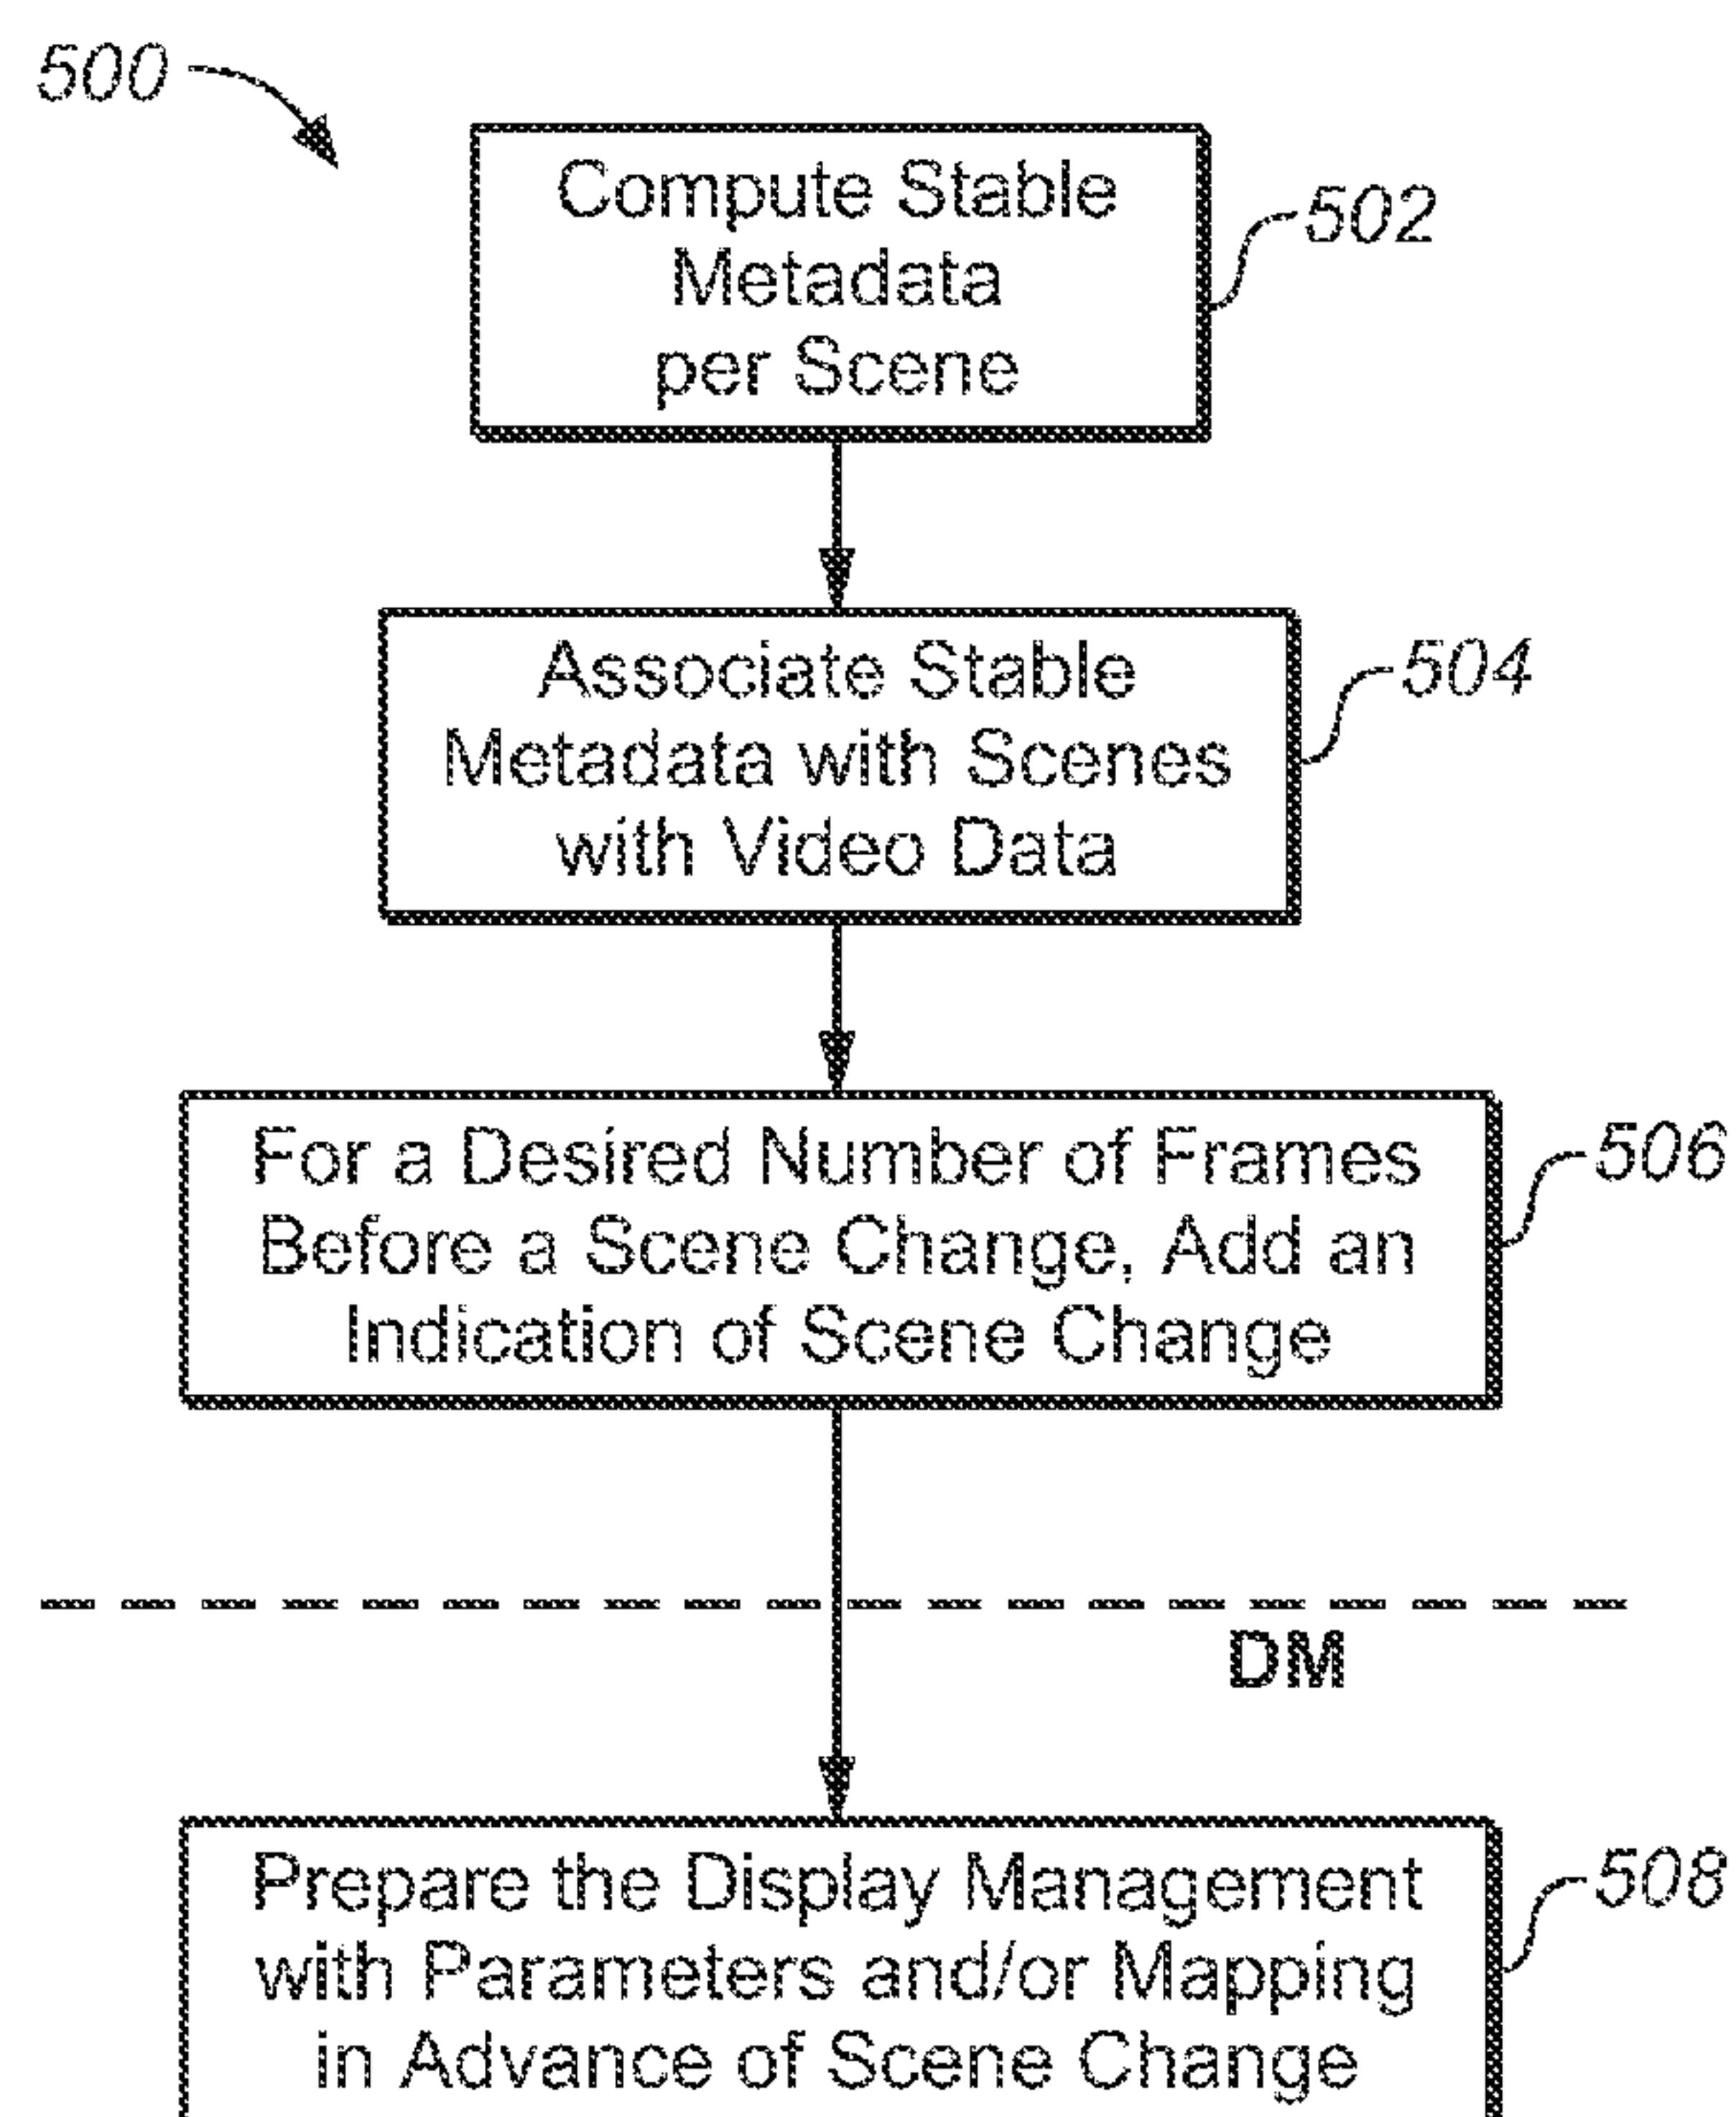 500
Compute Stable
Metadata
per Scene
502
Associate Stable
Metadata with Scenes
with Video Data
504
For a Desired Number of Frames
Before a Scene Change, Add an
Indication of Scene Change
506
DM
Prepare the Display Management
with Parameters and/or Mapping
in Advance of Scene Change
508